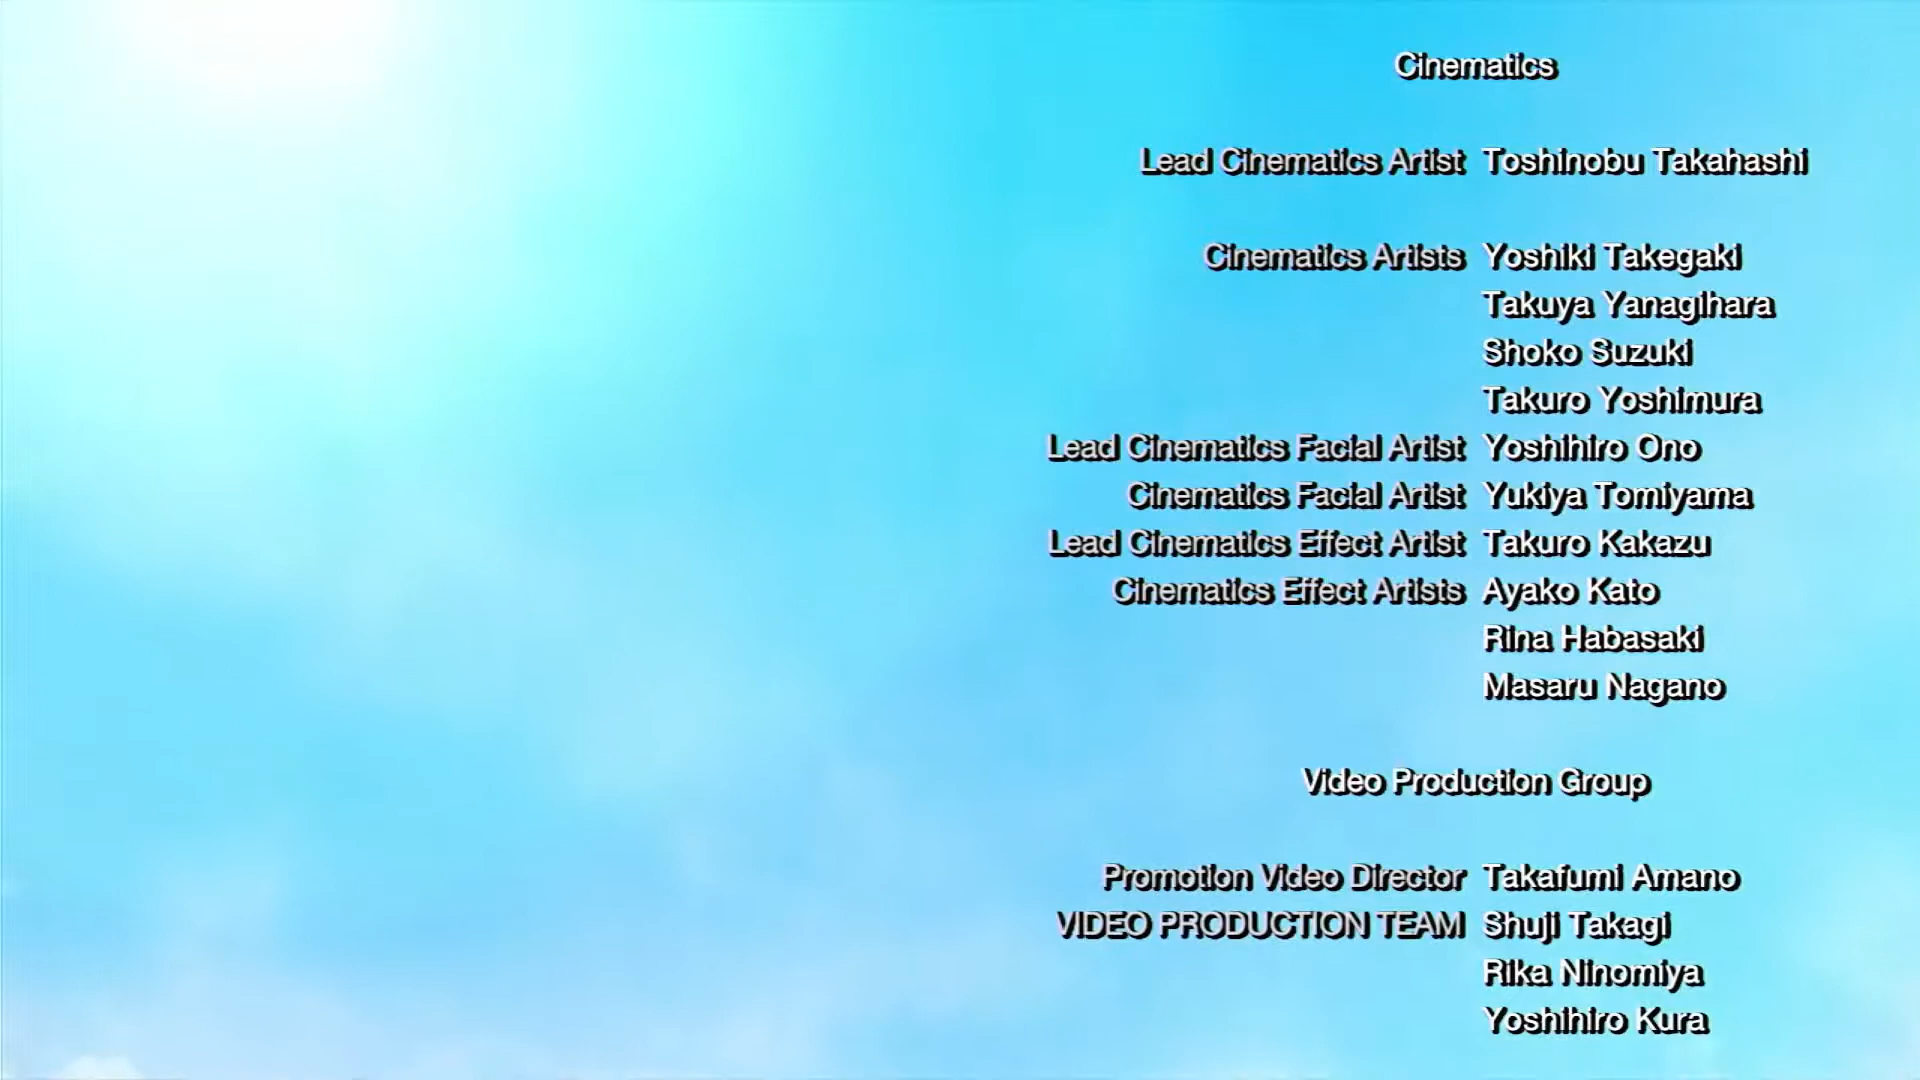 Cinematics
Lead Cinematics Artist Toshinobu Takahashi
Cinematics Artists Yoshiki Takegaki
Takuya Yanagihara
Shoko Suzuki
Takuro Yoshimura
Lead Cinematics Facial Artist Yoshihiro Ono
Cinematics Facial Artist Yukiya Tomiyama
Lead Cinematics Effect Artist Takuro Kakazu
Cinematics Effect Artists Ayako Kato
Rina Habasaki
Masaru Nagano
Video Production Group
Promotion Video Director Takafumi Amano
VIDEO PRODUCTION TEAM Shuji Takagi
Rika Ninomiya
Yoshihiro Kura